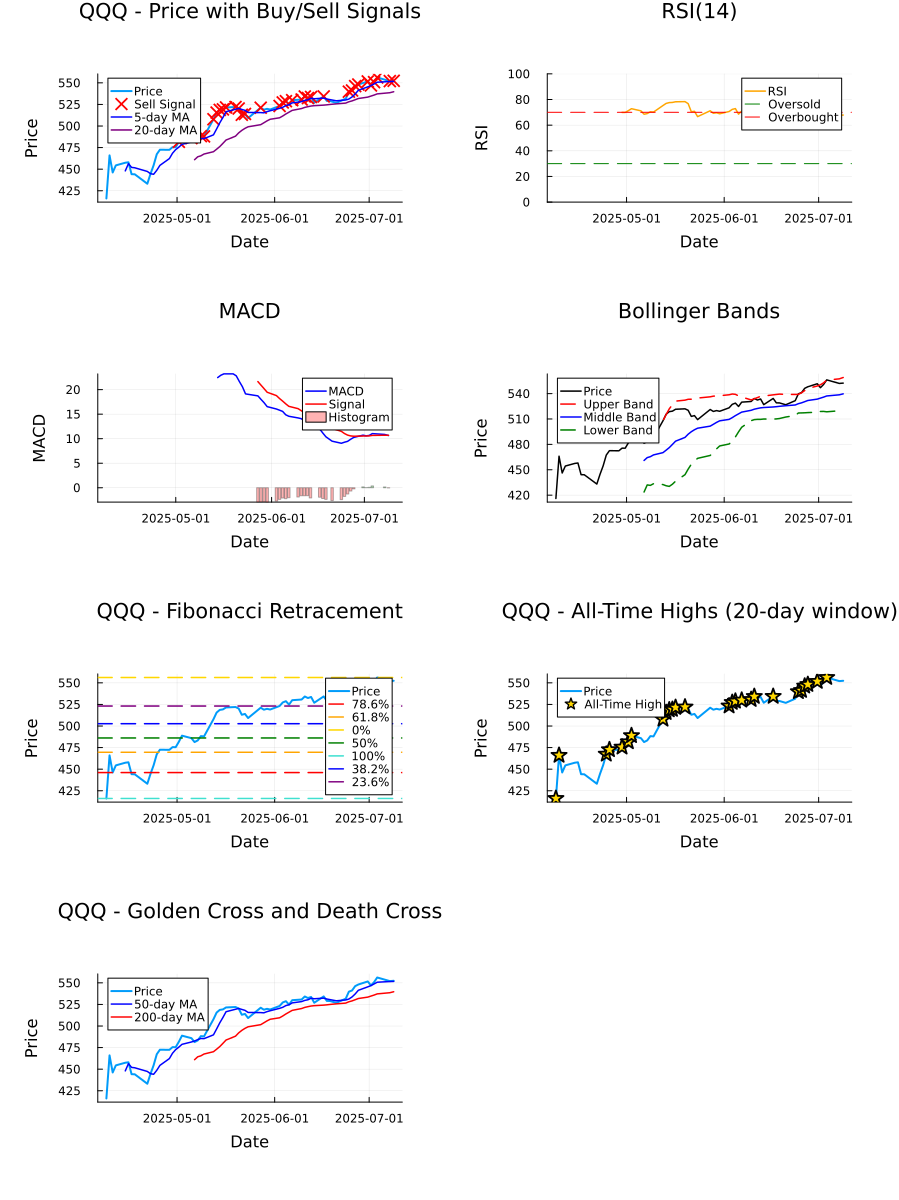 QQQ - Price with Buy/Sell Signals
Price
550
525
500
475
450
425
Price
Sell Signal
5-day MA
20-day MA
2025-05-01
2025-06-01
2025-07-01
Date
RSI(14)
RSI
100
80
60
40
20
0
RSI
Oversold
Overbought
2025-05-01
2025-06-01
2025-07-01
Date
MACD
MACD
20
15
10
5
0
MACD
Signal
Histogram
2025-05-01
2025-06-01
2025-07-01
Date
Bollinger Bands
Price
540
510
480
450
420
Price
Upper Band
Middle Band
Lower Band
2025-05-01
2025-06-01
2025-07-01
Date
QQQ - Fibonacci Retracement
Price
550
525
500
475
450
425
Price
78.6%
61.8%
0%
50%
100%
38.2%
23.6%
2025-05-01
2025-06-01
2025-07-01
Date
QQQ - All-Time Highs (20-day window)
Price
550
525
500
475
450
425
Price
All-Time High
2025-05-01
2025-06-01
2025-07-01
Date
QQQ - Golden Cross and Death Cross
Price
550
525
500
475
450
425
Price
50-day MA
200-day MA
2025-05-01
2025-06-01
2025-07-01
Date